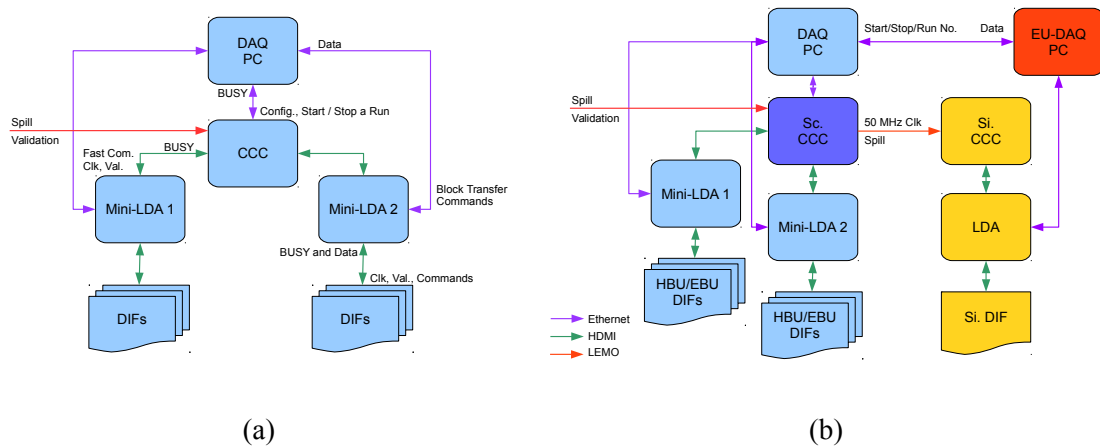 DAQ
PC
Data
BUSY
Config., Start / Stop a Run
Spill
Validation
Fast Com.
Clk, Val.
BUSY
CCC
Mini-LDA 1
Mini-LDA 2
Block Transfer
Commands
BUSY and Data
Clk, Val., Commands
DIFs
DIFs
(a)
DAQ
PC
Start/Stop/Run No.
Data
EU-DAQ
PC
Spill
Validation
Sc.
CCC
50 MHz Clk
Spill
Si.
CCC
Mini-LDA 1
Mini-LDA 2
LDA
HBU/EBU
DIFs
HBU/EBU
DIFs
Si. DIF
Ethernet
HDMI
LEMO
(b)